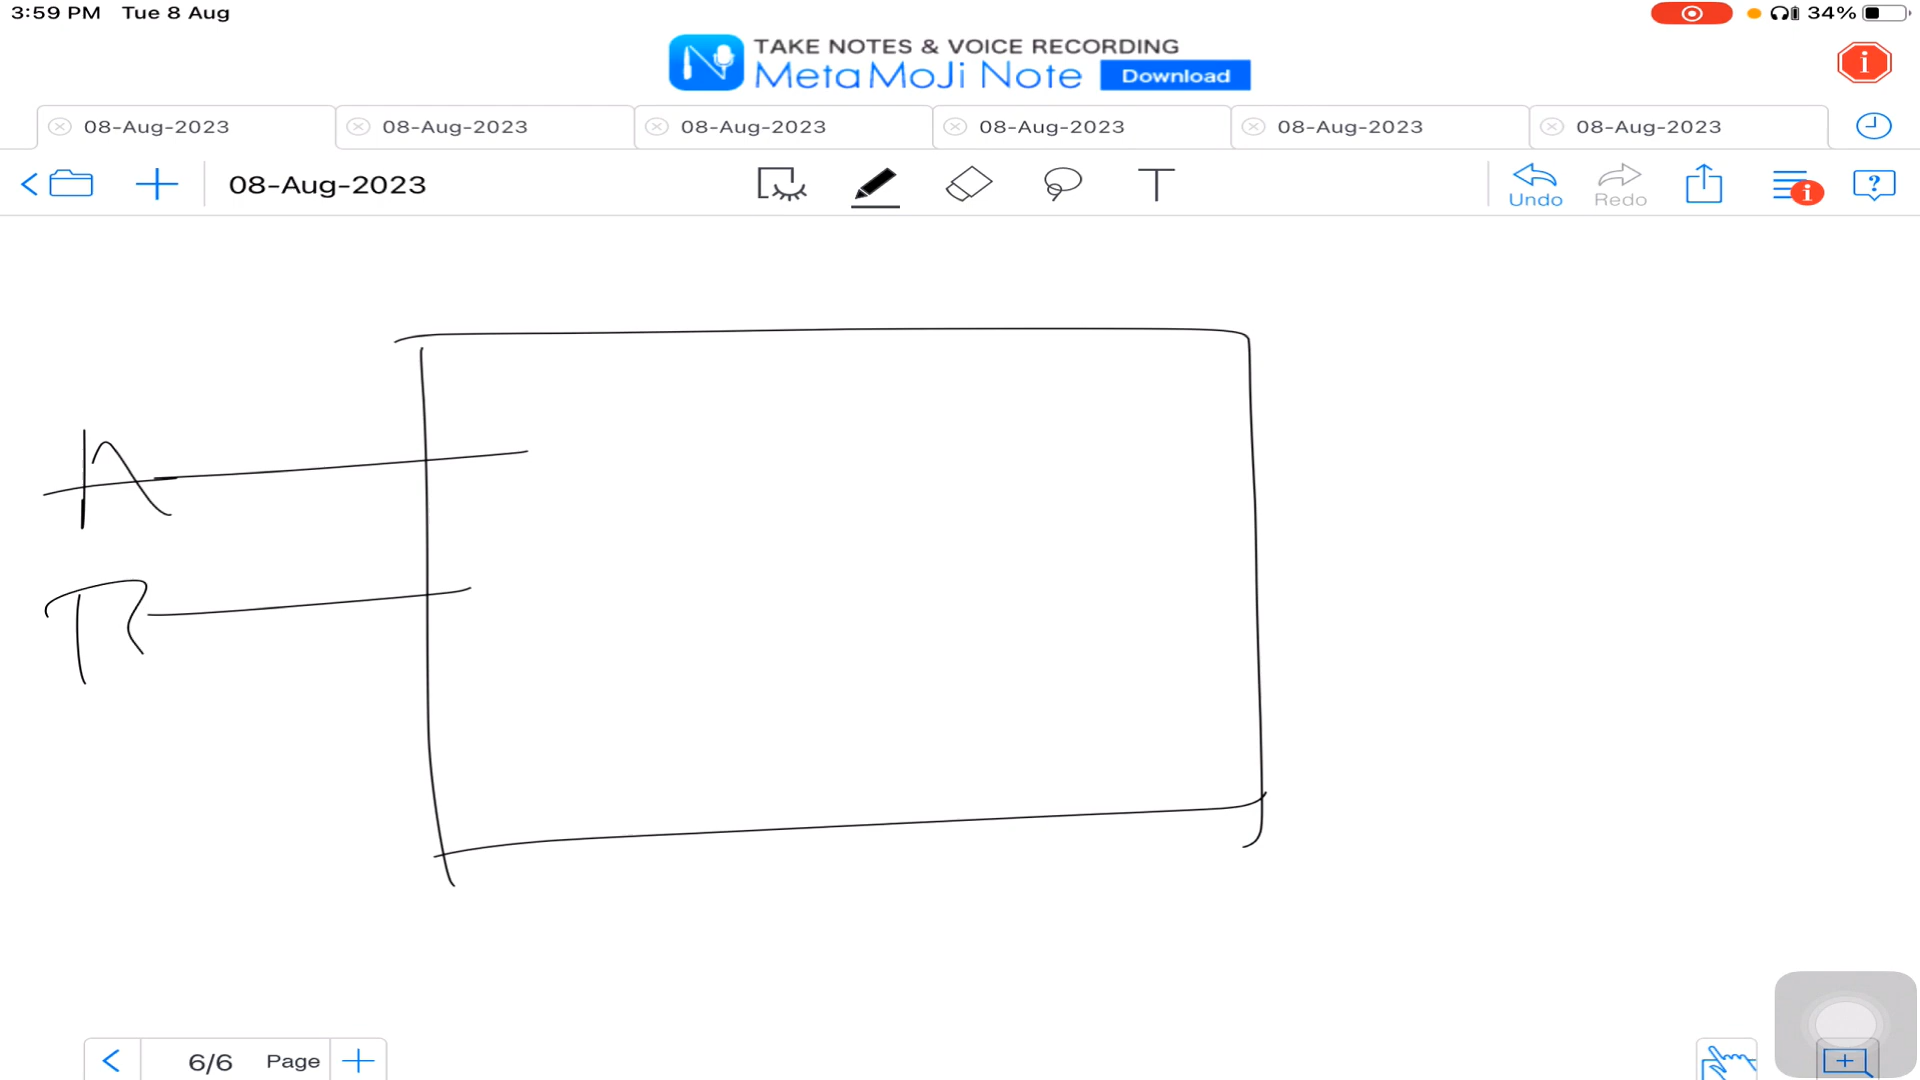 3:59 PM Tue 8 Aug 34%
TAKE NOTES & VOICE RECORDING
MetaMoJi Note Download
08-Aug-2023 08-Aug-2023 08-Aug-2023 08-Aug-2023 08-Aug-2023 08-Aug-2023
08-Aug-2023 Undo Redo
A
6/6 Page